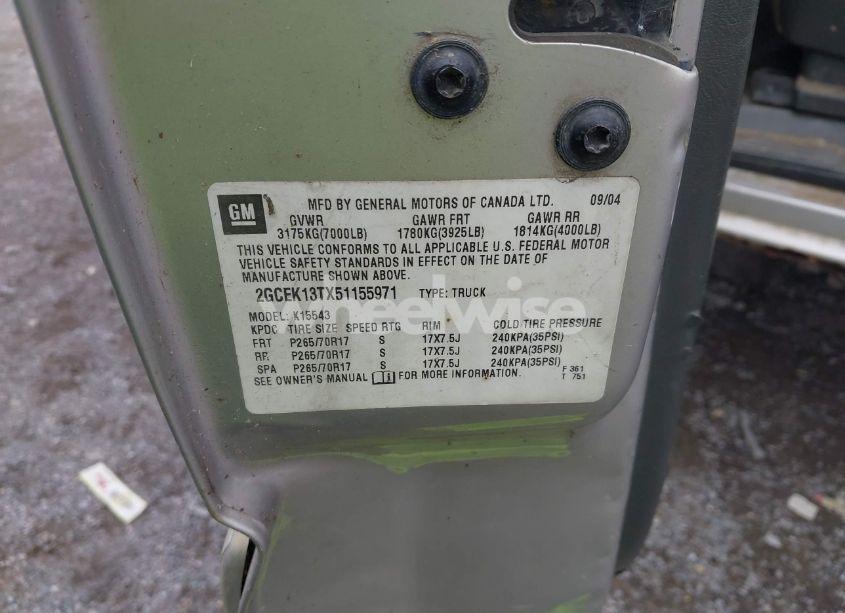 GM
MFD BY GENERAL MOTORS OF CANADA LTD. 09/04
GVWR GAWR FRT GAWR RR
3175KG(7000LB) 1780KG(3925LB) 1814KG(4000LB)
THIS VEHICLE CONFORMS TO ALL APPLICABLE U.S. FEDERAL MOTOR
VEHICLE SAFETY STANDARDS IN EFFECT ON THE DATE OF
MANUFACTURE SHOWN ABOVE.
2GCEK13TX51155971 TYPE: TRUCK
MODEL: K15543
KPDC TIRE SIZE SPEED RTG RIM COLD TIRE PRESSURE
FRT P265/70R17 S 17X7.5J 240KPA(35PSI)
RR P265/70R17 S 17X7.5J 240KPA(35PSI)
SPA P265/70R17 S 17X7.5J 240KPA(35PSI)
SEE OWNER'S MANUAL FOR MORE INFORMATION.
F 361
T 751
wheelwise